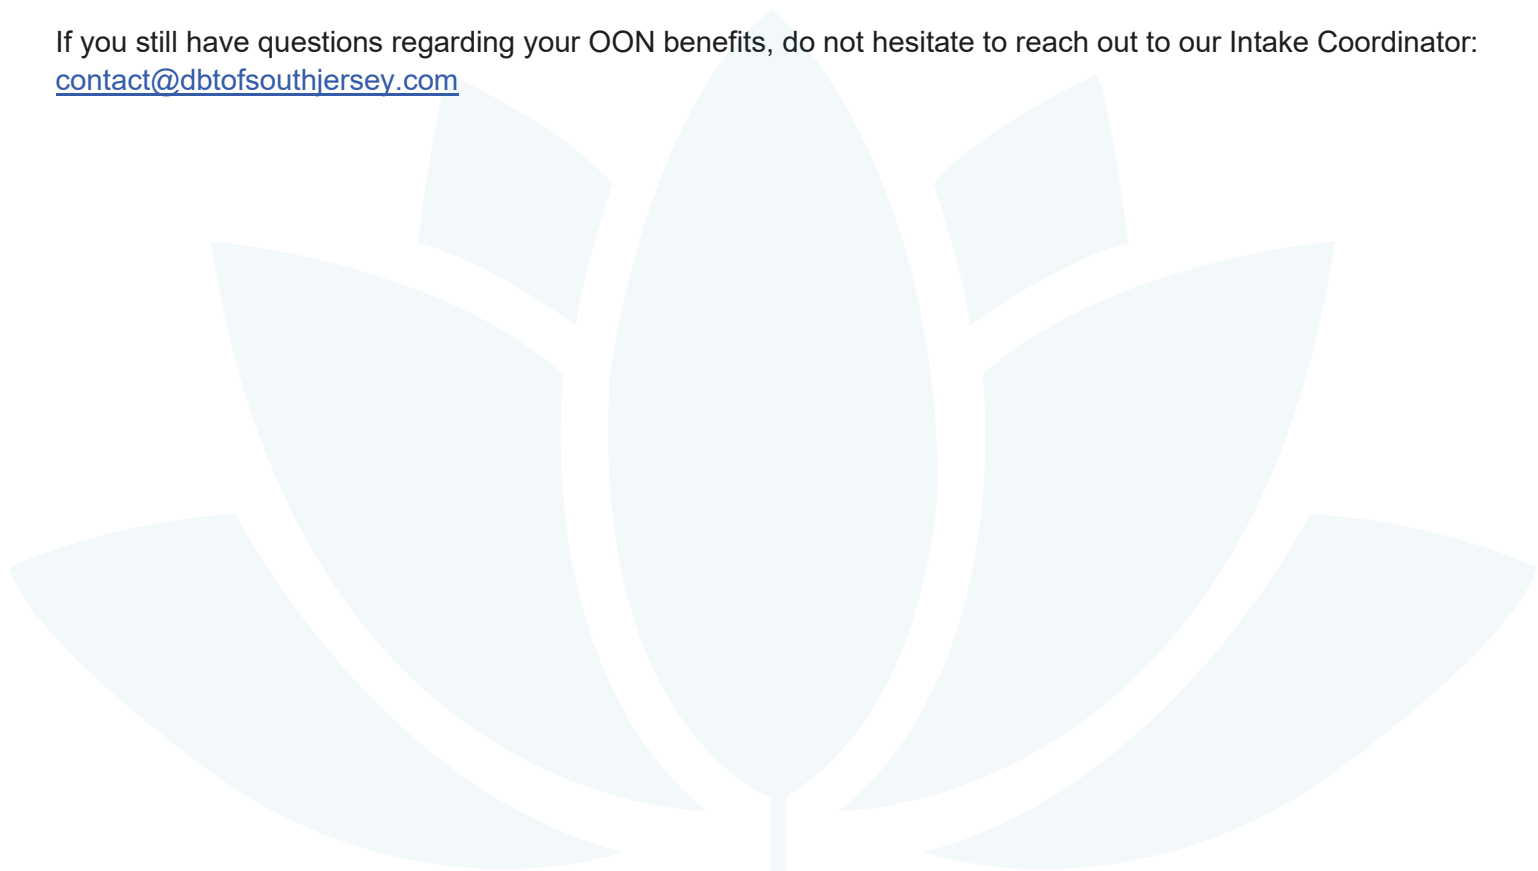 If you still have questions regarding your OON benefits, do not hesitate to reach out to our Intake Coordinator:
contact@dbtofsouthjersey.com